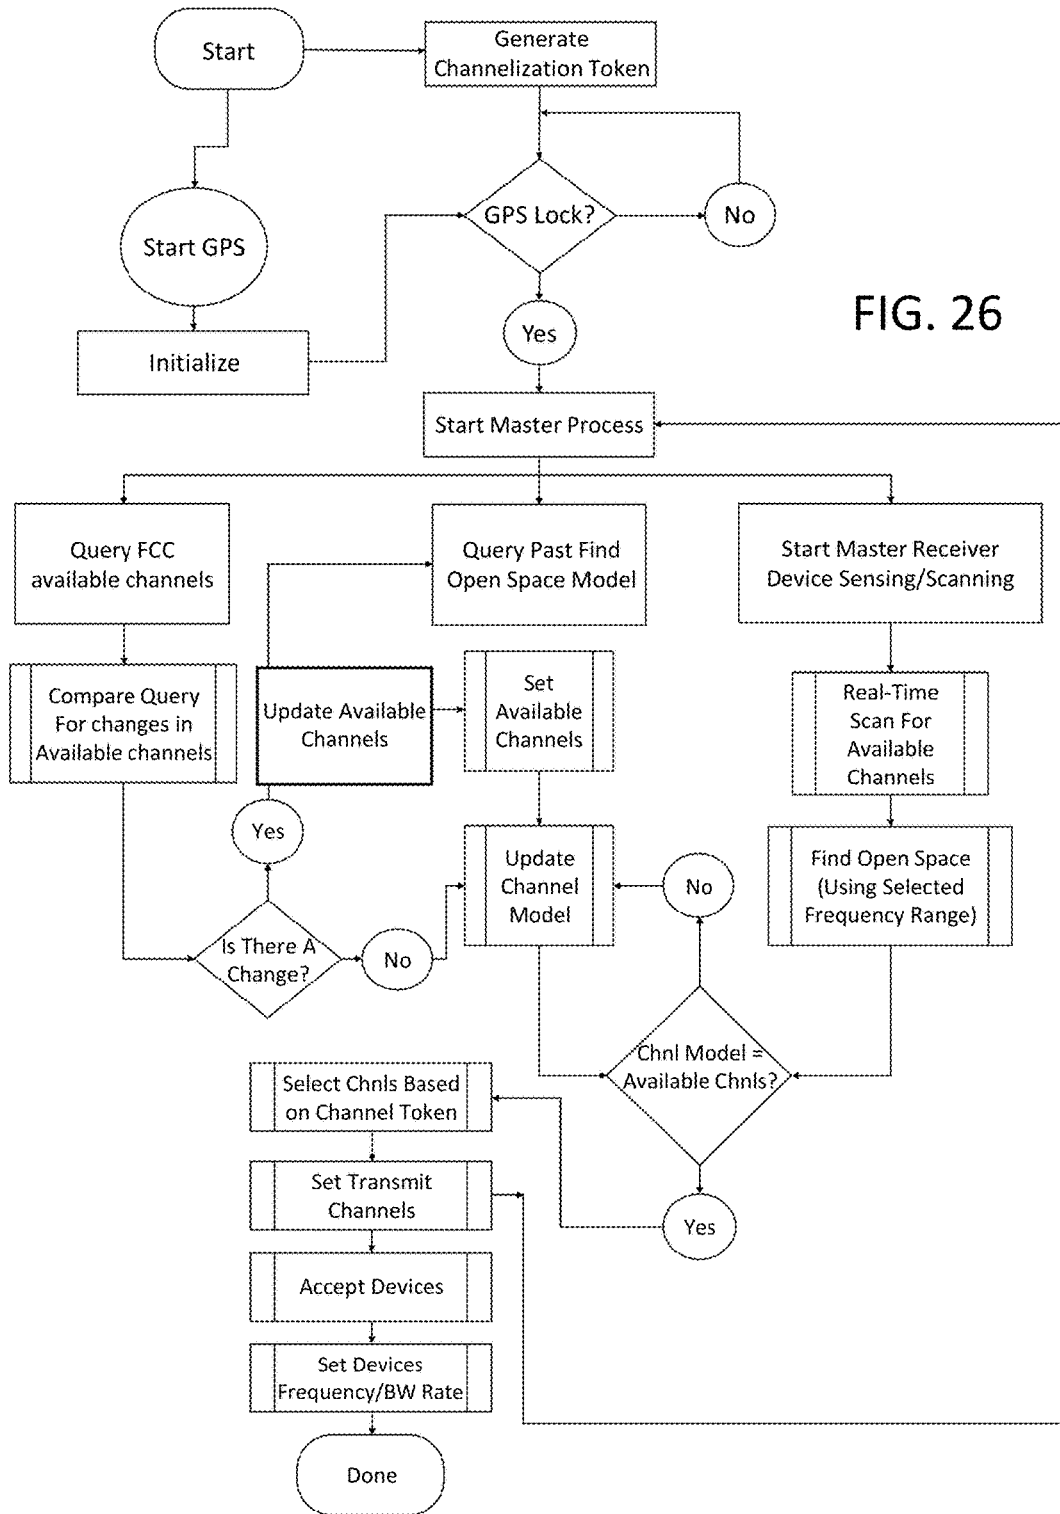 Start
Generate
Channelization Token
GPS Lock?
No
Start GPS
Yes
FIG. 26
Initialize
Start Master Process
Query FCC
available channels
Query Past Find
Open Space Model
Start Master Receiver
Device Sensing/Scanning
Compare Query
For changes in
Available channels
Update Available
Channels
Set
Available
Channels
Real-Time
Scan For
Available
Channels
Yes
Update
Channel
Model
No
Find Open Space
(Using Selected
Frequency Range)
Is There A
Change?
No
Chnl Model =
Available Chnls?
Select Chnls Based
on Channel Token
Set Transmit
Channels
Yes
Accept Devices
Set Devices
Frequency/BW Rate
Done